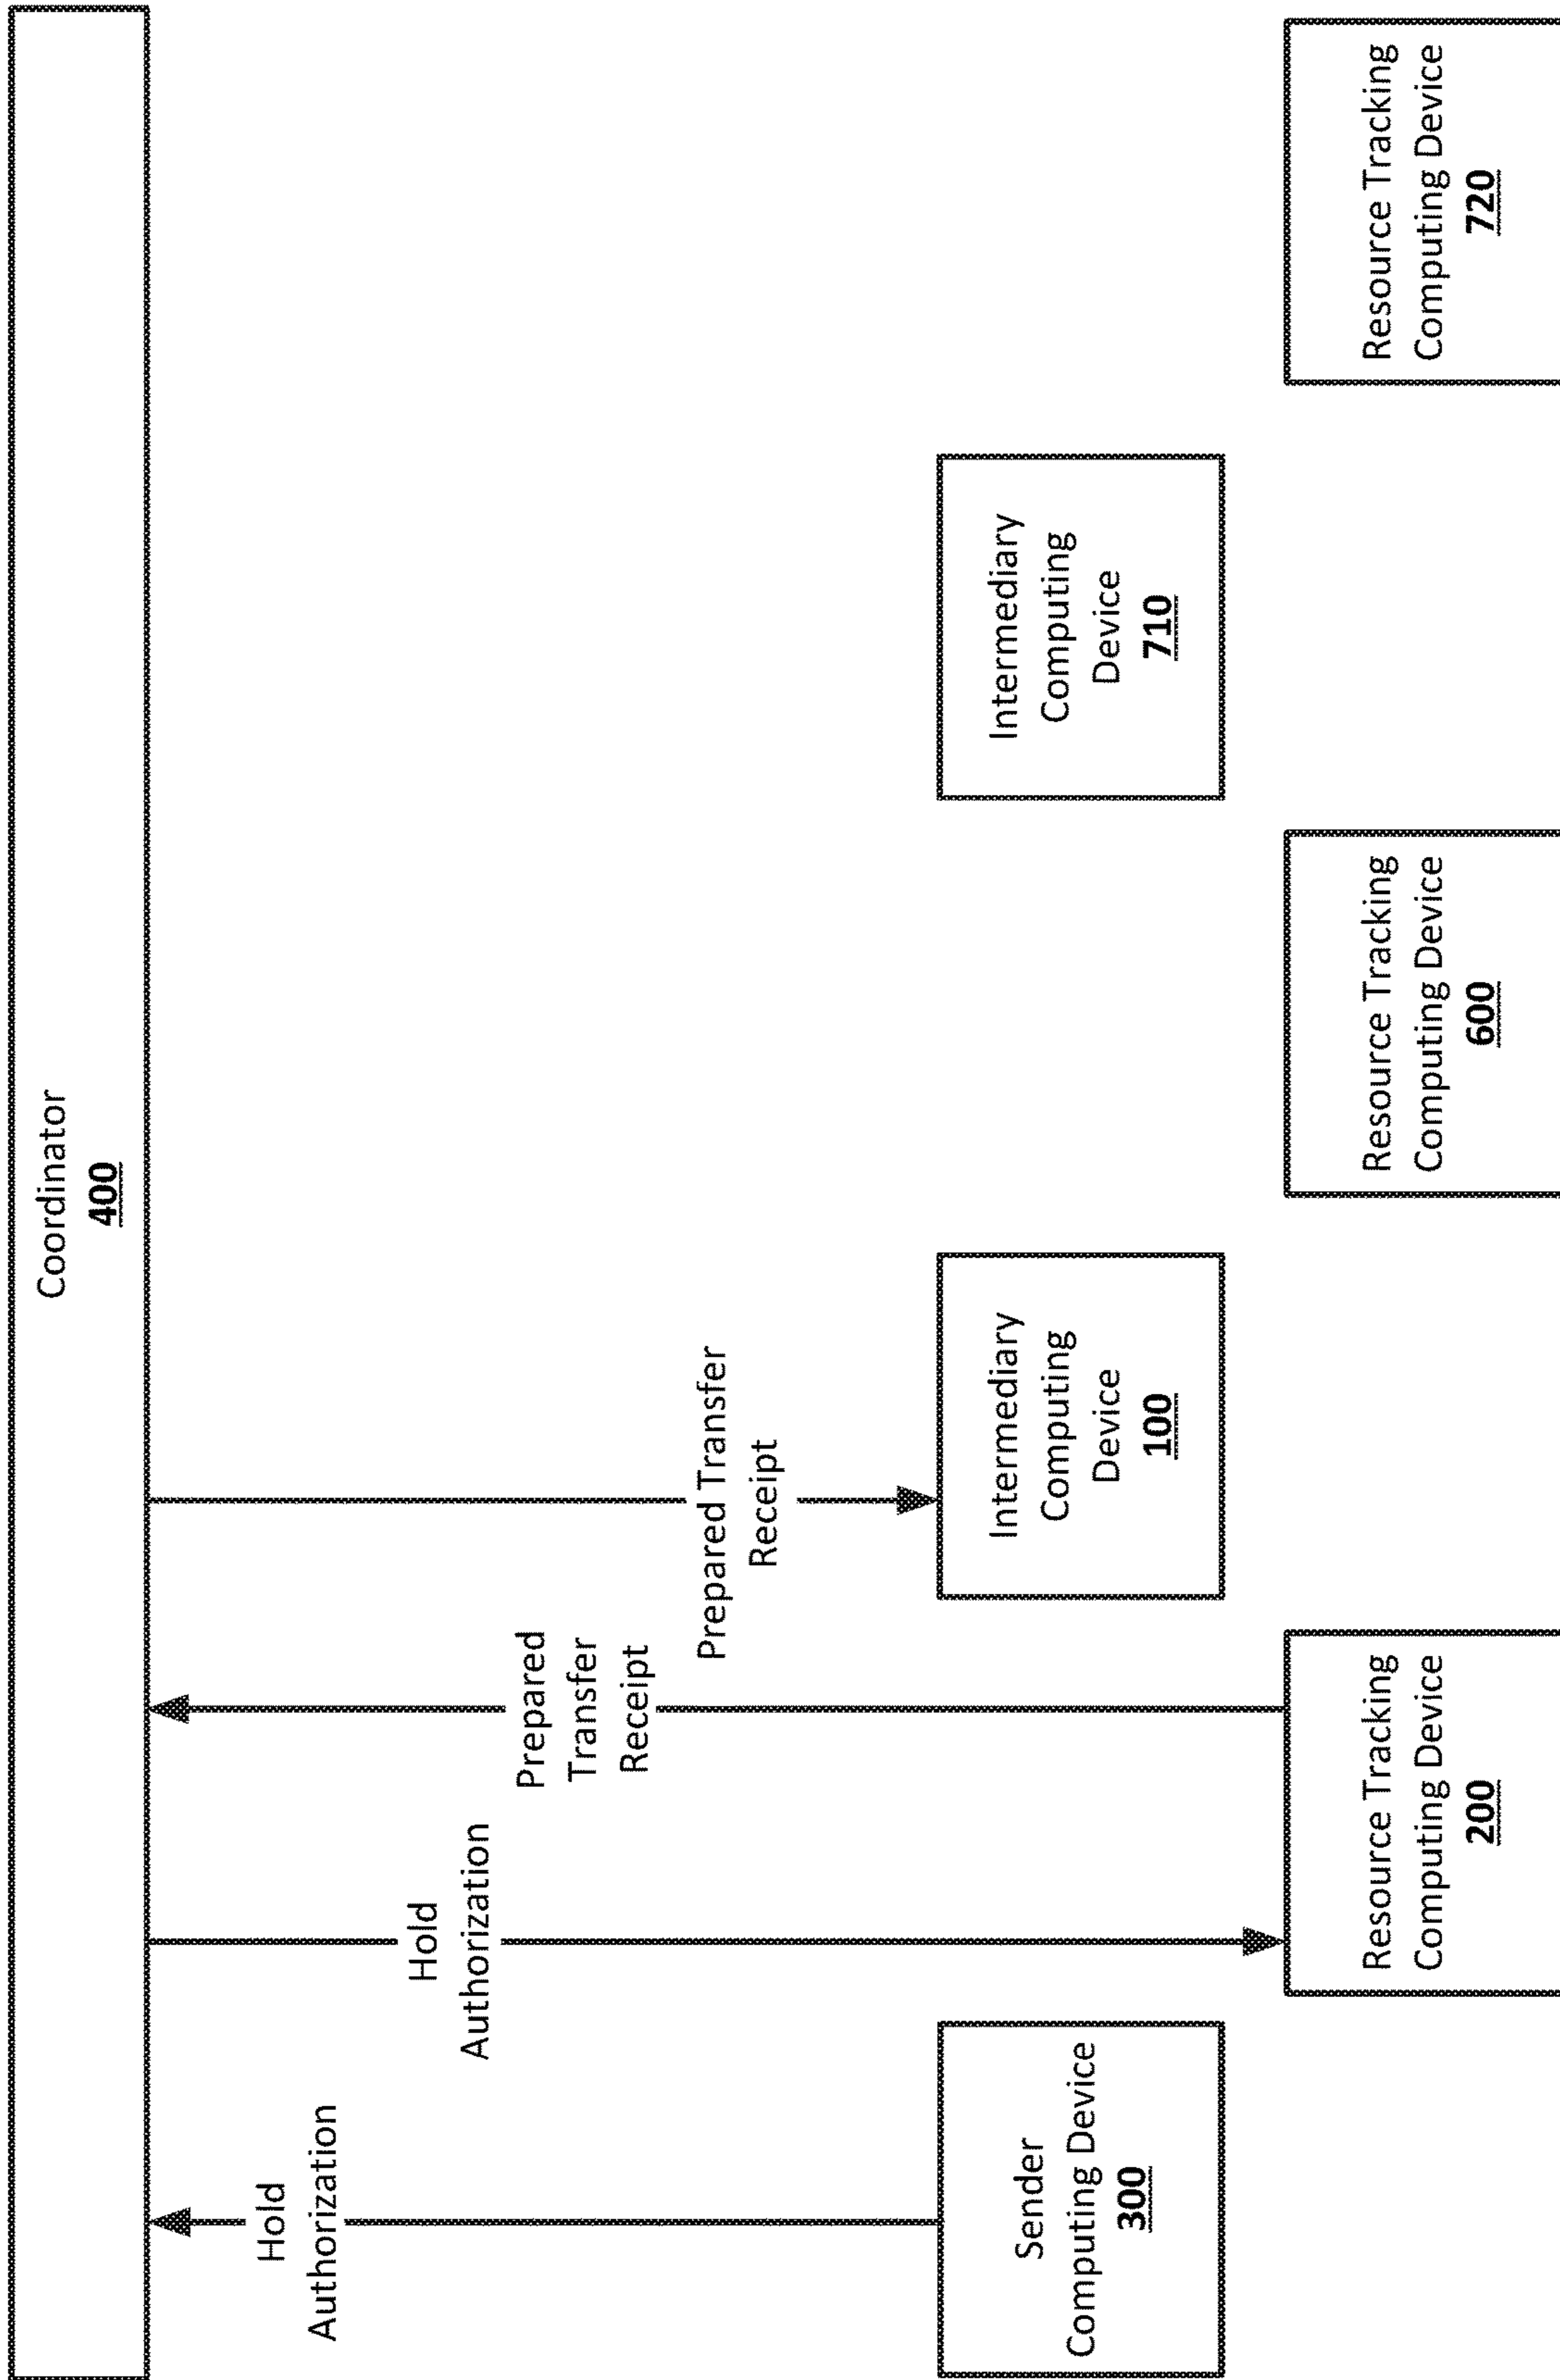 Coordinator
400
Hold
Authorization
Hold
Authorization
Prepared
Transfer
Receipt
Prepared Transfer
Receipt
Sender
Computing Device
300
Intermediary
Computing
Device
100
Intermediary
Computing
Device
710
Resource Tracking
Computing Device
200
Resource Tracking
Computing Device
600
Resource Tracking
Computing Device
720